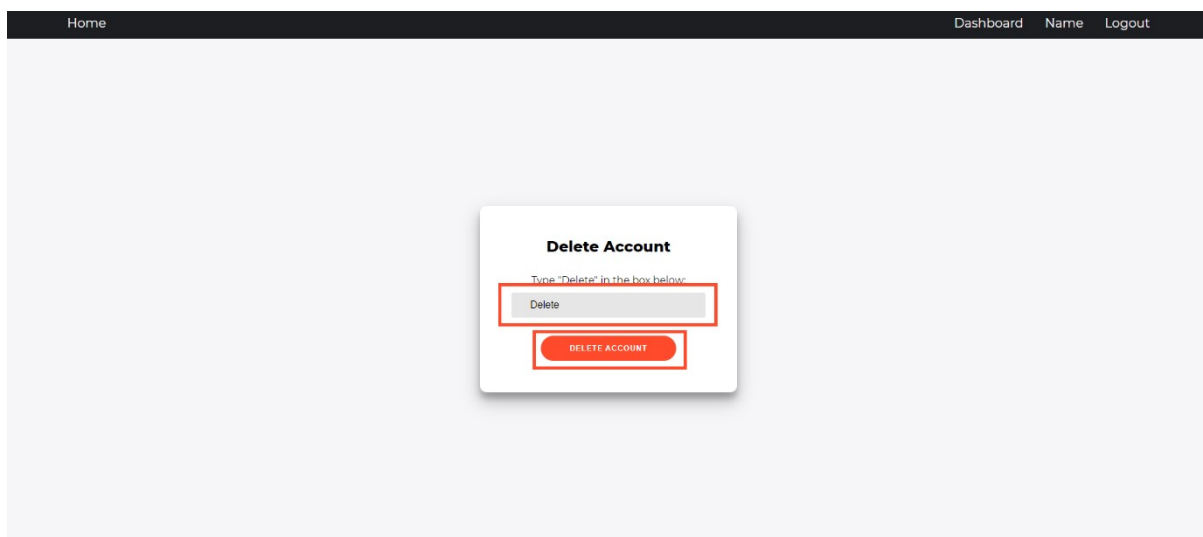 Home Dashboard Name Logout
Delete Account
Type "Delete" in the box below:
Delete
DELETE ACCOUNT